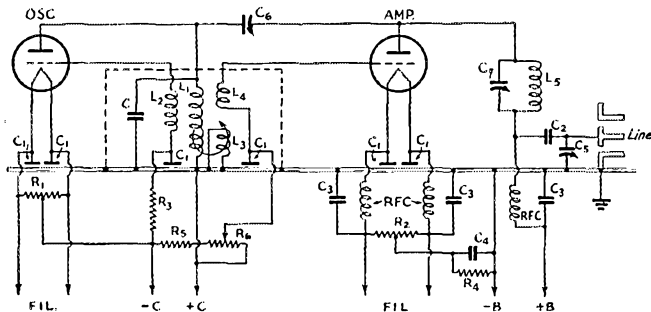 OSC
AMP.
C6
C7
L5
L2
L1
L4
C
L3
C2
Line
C5
C1
C1
C1
C1
C1
C1
R1
R3
C3
RFC
C3
RFC
C3
R5
R6
R2
C4
R4
FIL.
-C
+C
FIL
-B
+B